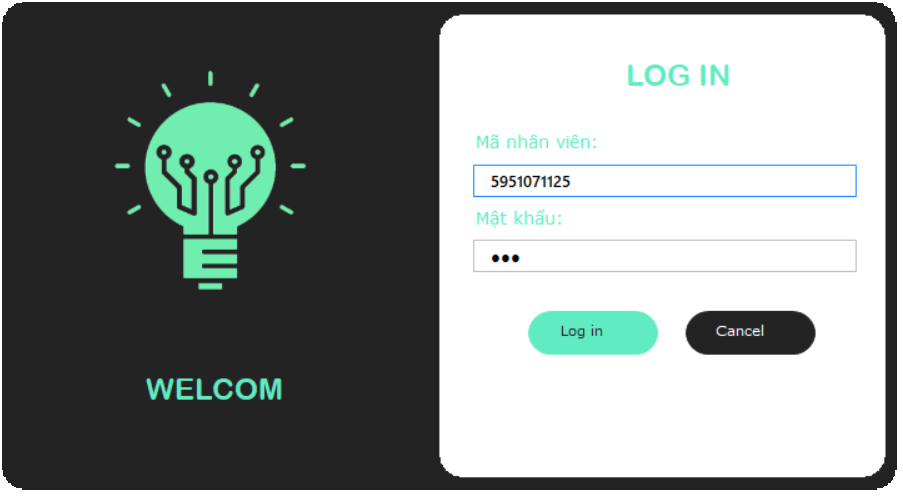 WELCOM
LOG IN
Mã nhân viên:
5951071125
Mật khẩu:
●●●
Log in
Cancel